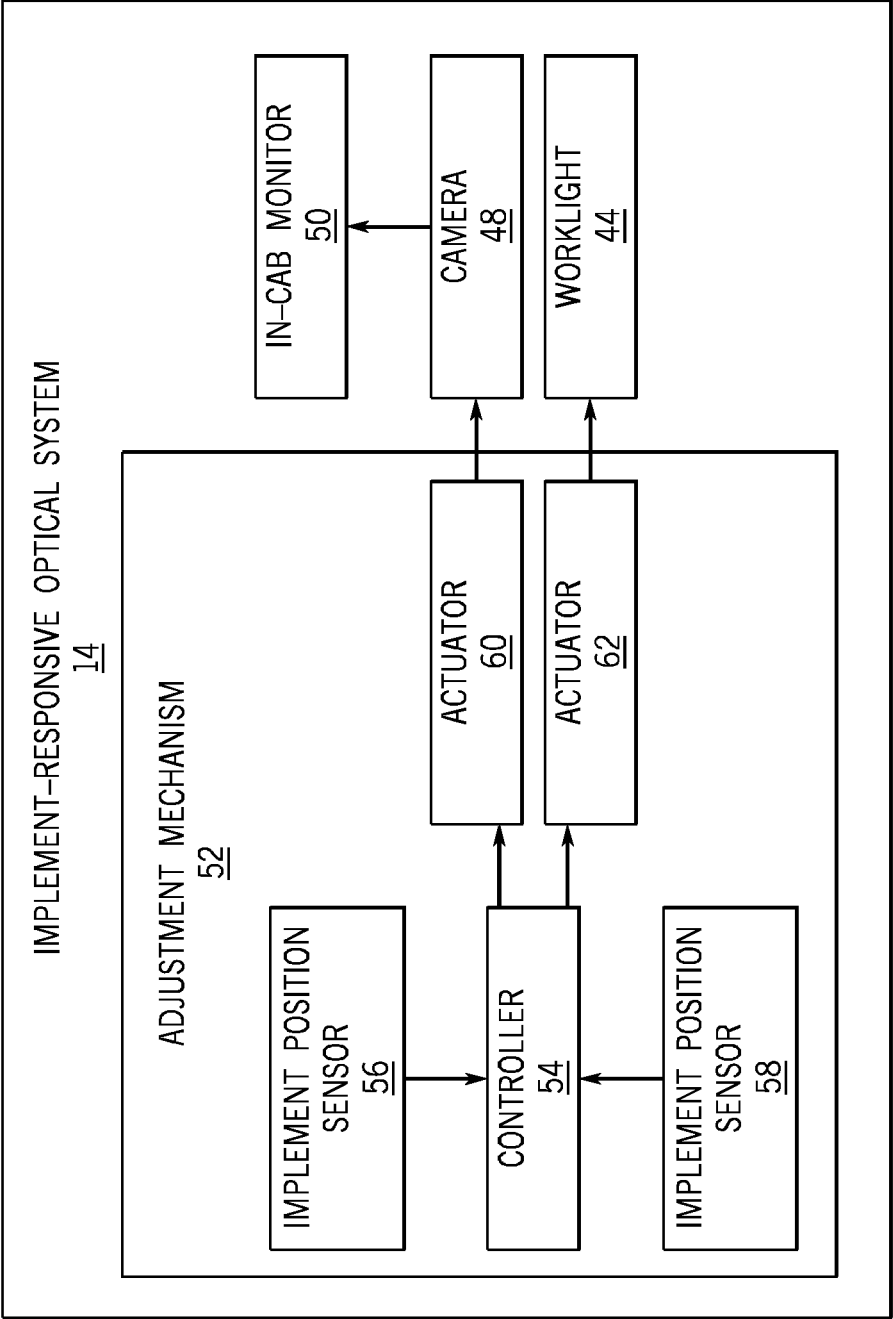 IMPLEMENT-RESPONSIVE OPTICAL SYSTEM
14
ADJUSTMENT MECHANISM
52
IMPLEMENT POSITION
SENSOR
56
CONTROLLER
54
IMPLEMENT POSITION
SENSOR
58
ACTUATOR
60
ACTUATOR
62
IN-CAB MONITOR
50
CAMERA
48
WORKLIGHT
44